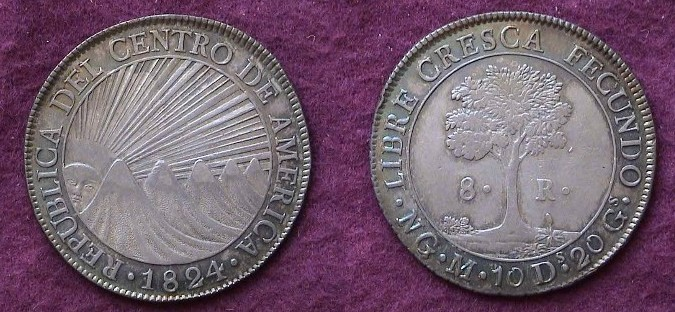 ·REPUBLICA DEL CENTRO DE AMERICA·
·1824·
·LIBRE CRESCA FECUNDO·
8· R·
NG·M·10 Dˢ 20 Gˢ